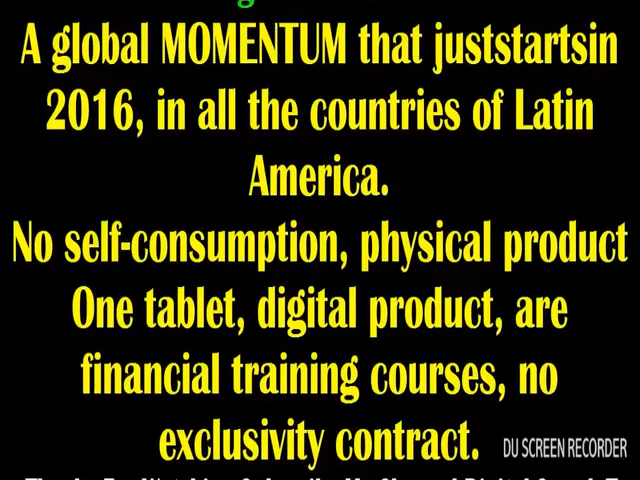 A global MOMENTUM that juststartsin
2016, in all the countries of Latin
America.
No self-consumption, physical product
One tablet, digital product, are
financial training courses, no
exclusivity contract.
DU SCREEN RECORDER